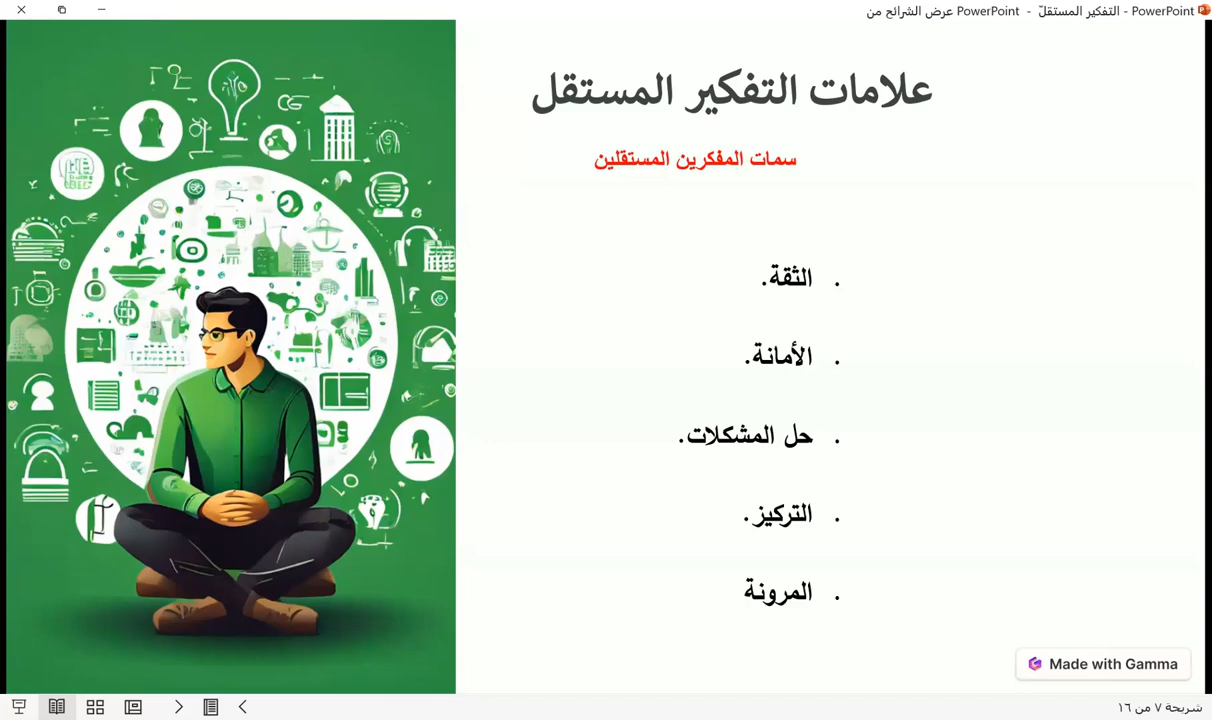 PowerPoint عرض الشرائح من - PowerPoint - التفكير المستقلّ
علامات التفكير المستقل
سمات المفكرين المستقلين
. الثقة.
. الأمانة.
. حل المشكلات.
. التركيز.
. المرونة
Made with Gamma
شريحة ٧ من ١٦